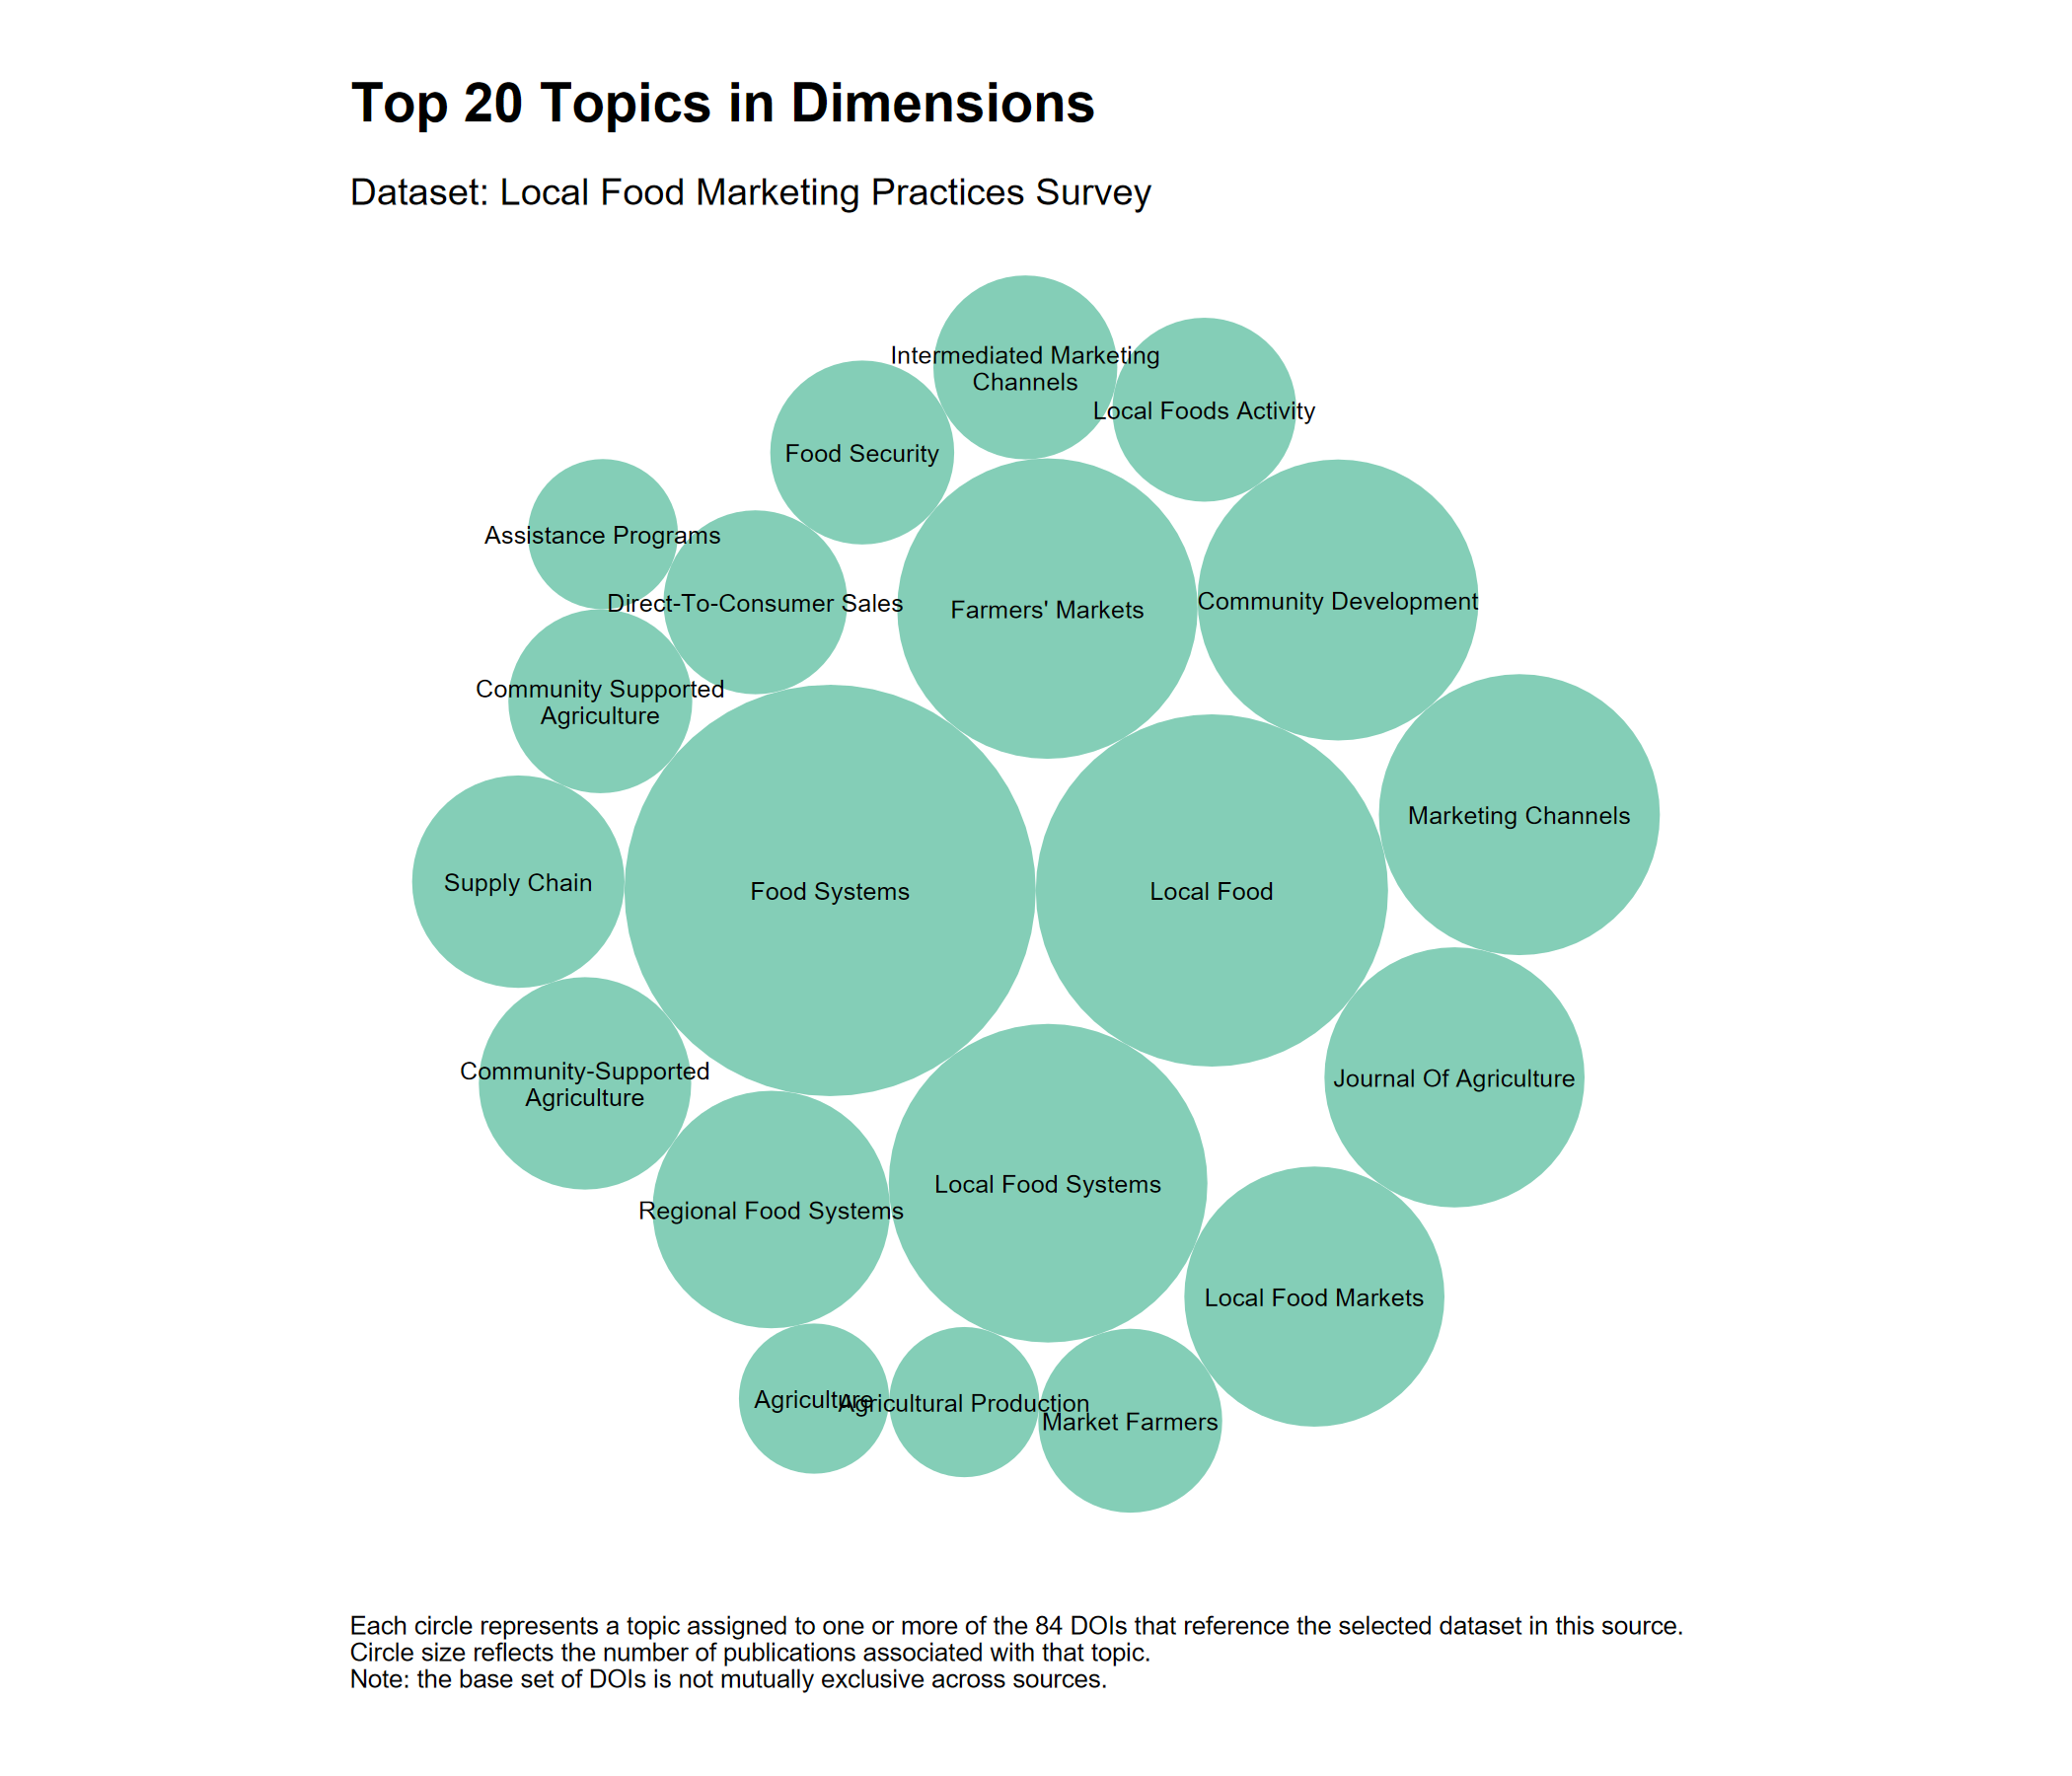 Top 20 Topics in Dimensions
Dataset: Local Food Marketing Practices Survey
Intermediated Marketing
Channels
Local Foods Activity
Food Security
Assistance Programs
Direct-To-Consumer Sales
Farmers' Markets
Community Development
Community Supported
Agriculture
Marketing Channels
Supply Chain
Food Systems
Local Food
Community-Supported
Agriculture
Journal Of Agriculture
Local Food Systems
Regional Food Systems
Local Food Markets
Agriculture
Agricultural Production
Market Farmers
Each circle represents a topic assigned to one or more of the 84 DOIs that reference the selected dataset in this source.
Circle size reflects the number of publications associated with that topic.
Note: the base set of DOIs is not mutually exclusive across sources.